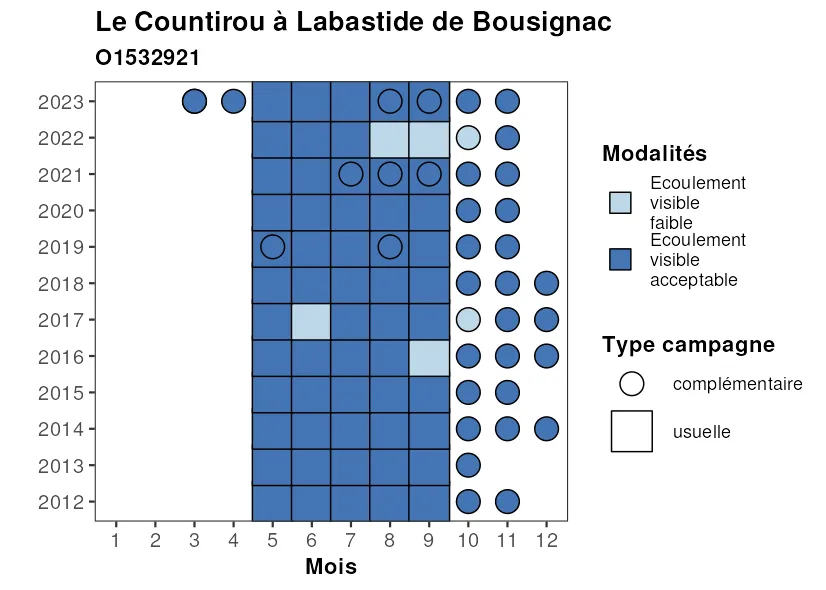 Le Countirou à Labastide de Bousignac
O1532921
2023
2022
2021
2020
2019
2018
2017
2016
2015
2014
2013
2012
1 2 3 4 5 6 7 8 9 10 11 12
Mois
Modalités
Ecoulement
visible
faible
Ecoulement
visible
acceptable
Type campagne
complémentaire
usuelle